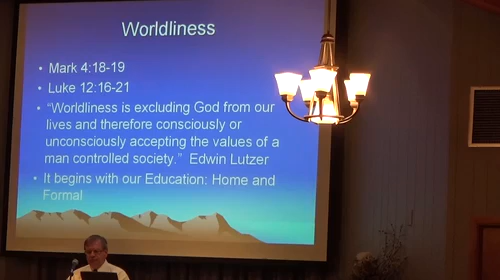 Worldliness
• Mark 4:18-19
• Luke 12:16-21
• "Worldliness is excluding God from our
lives and therefore consciously or
unconsciously accepting the values of a
man controlled society." Edwin Lutzer
• It begins with our Education: Home and
Formal